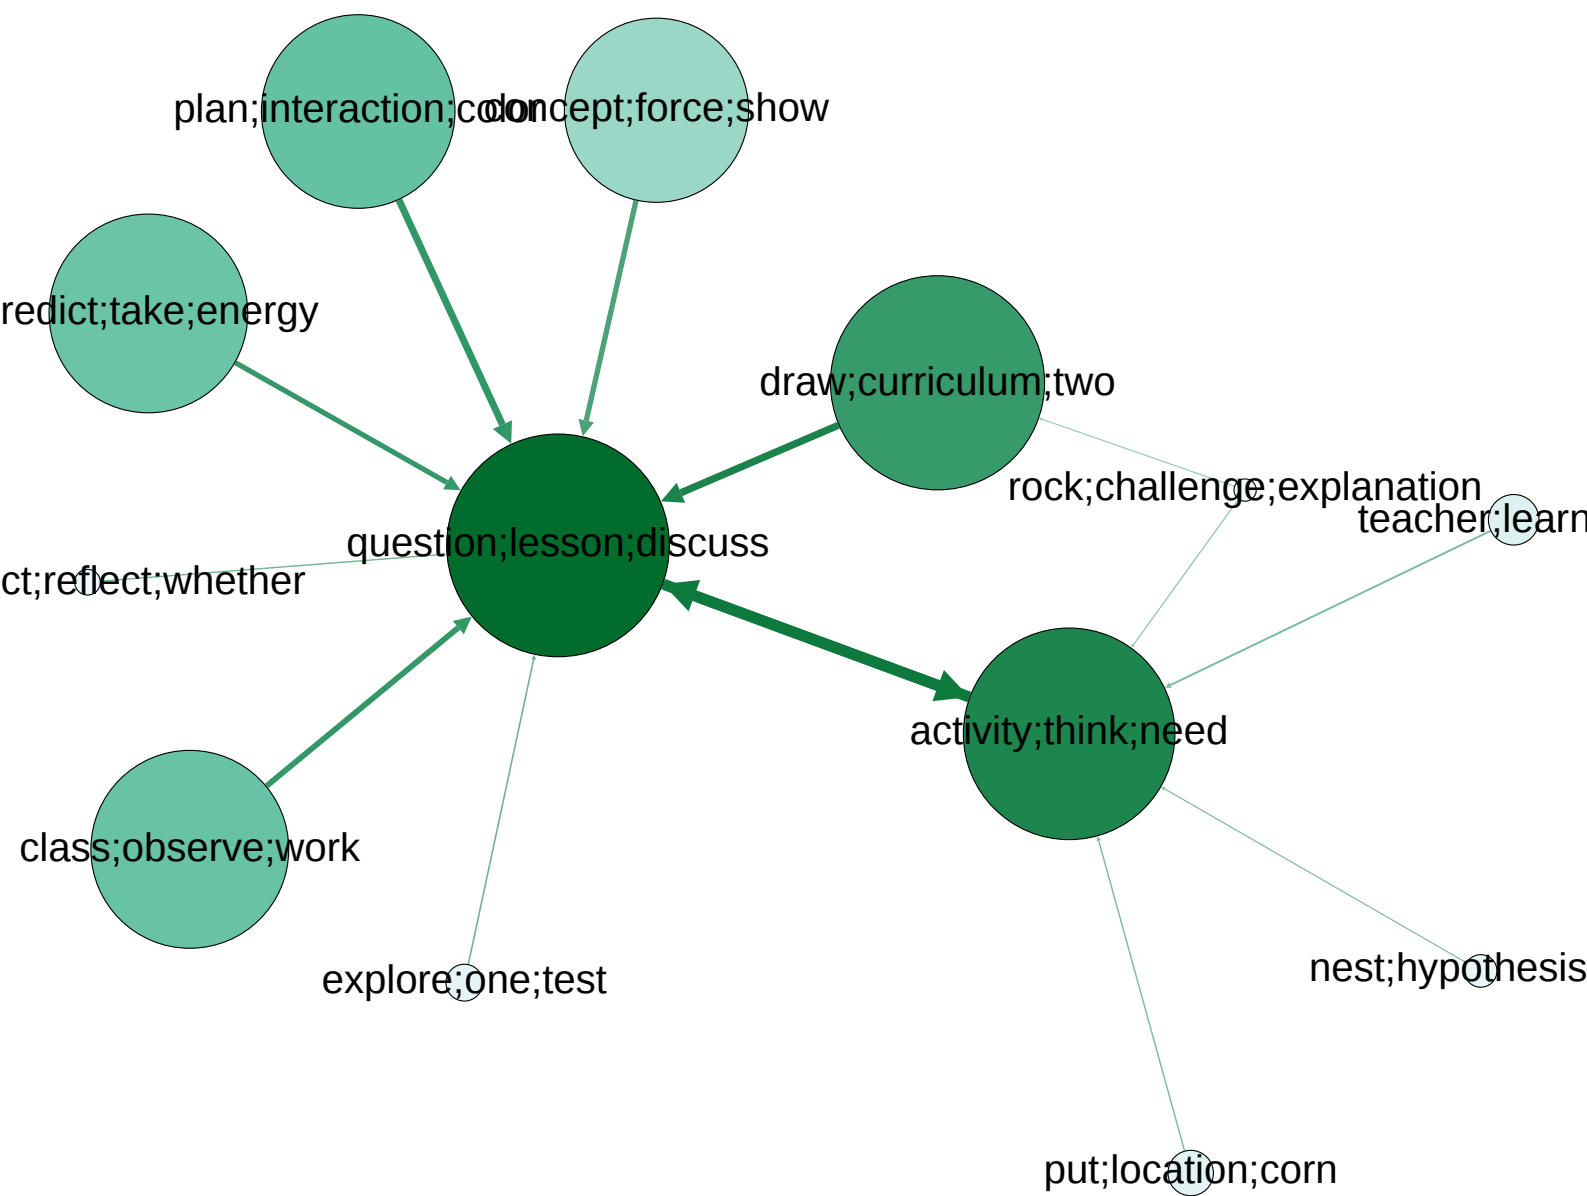 plan;interaction;color
concept;force;show
redict;take;energy
draw;curriculum;two
rock;challenge;explanation
teacher;learn
question;lesson;discuss
ct;reflect;whether
activity;think;need
class;observe;work
explore;one;test
nest;hypothesis
put;location;corn